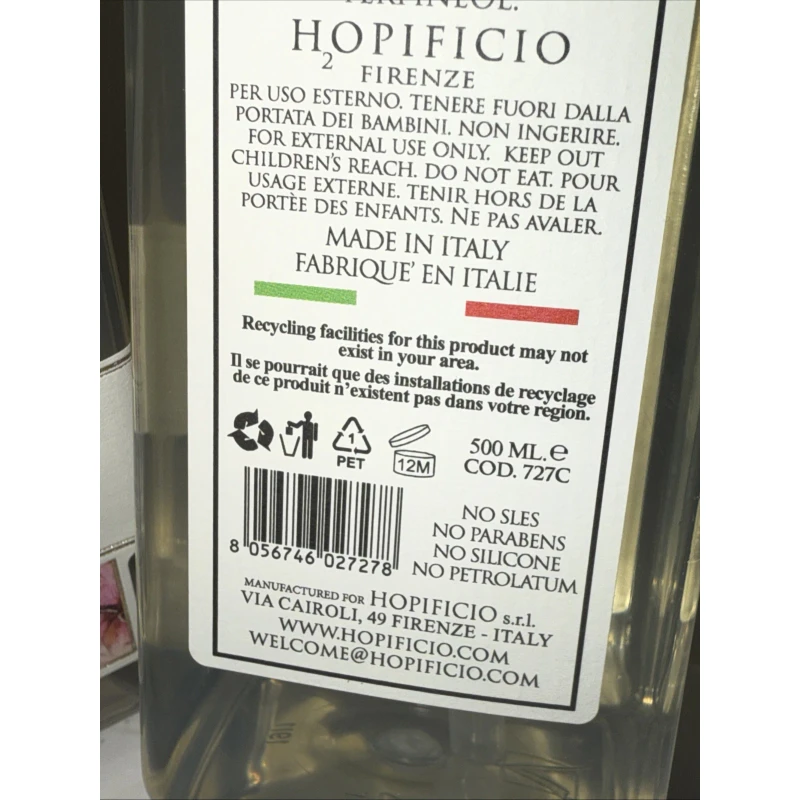 TERPINEOL.
H2OPIFICIO
FIRENZE
PER USO ESTERNO. TENERE FUORI DALLA
PORTATA DEI BAMBINI. NON INGERIRE.
FOR EXTERNAL USE ONLY. KEEP OUT
CHILDREN'S REACH. DO NOT EAT. POUR
USAGE EXTERNE. TENIR HORS DE LA
PORTÈE DES ENFANTS. NE PAS AVALER.
MADE IN ITALY
FABRIQUE' EN ITALIE
Recycling facilities for this product may not
exist in your area.
Il se pourrait que des installations de recyclage
de ce produit n'existent pas dans votre région.
1
PET
12M
500 ML. e
COD. 727C
8 056746 027278
NO SLES
NO PARABENS
NO SILICONE
NO PETROLATUM
MANUFACTURED FOR HOPIFICIO s.r.l.
VIA CAIROLI, 49 FIRENZE - ITALY
WWW.HOPIFICIO.COM
WELCOME@HOPIFICIO.COM